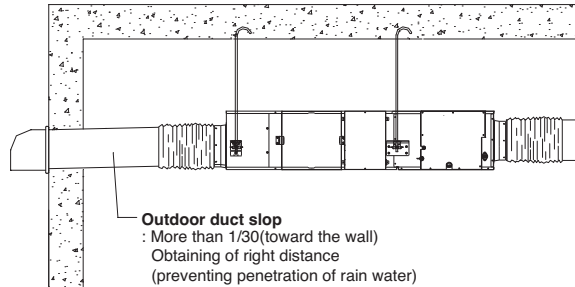 Outdoor duct slop
: More than 1/30(toward the wall)
Obtaining of right distance
(preventing penetration of rain water)